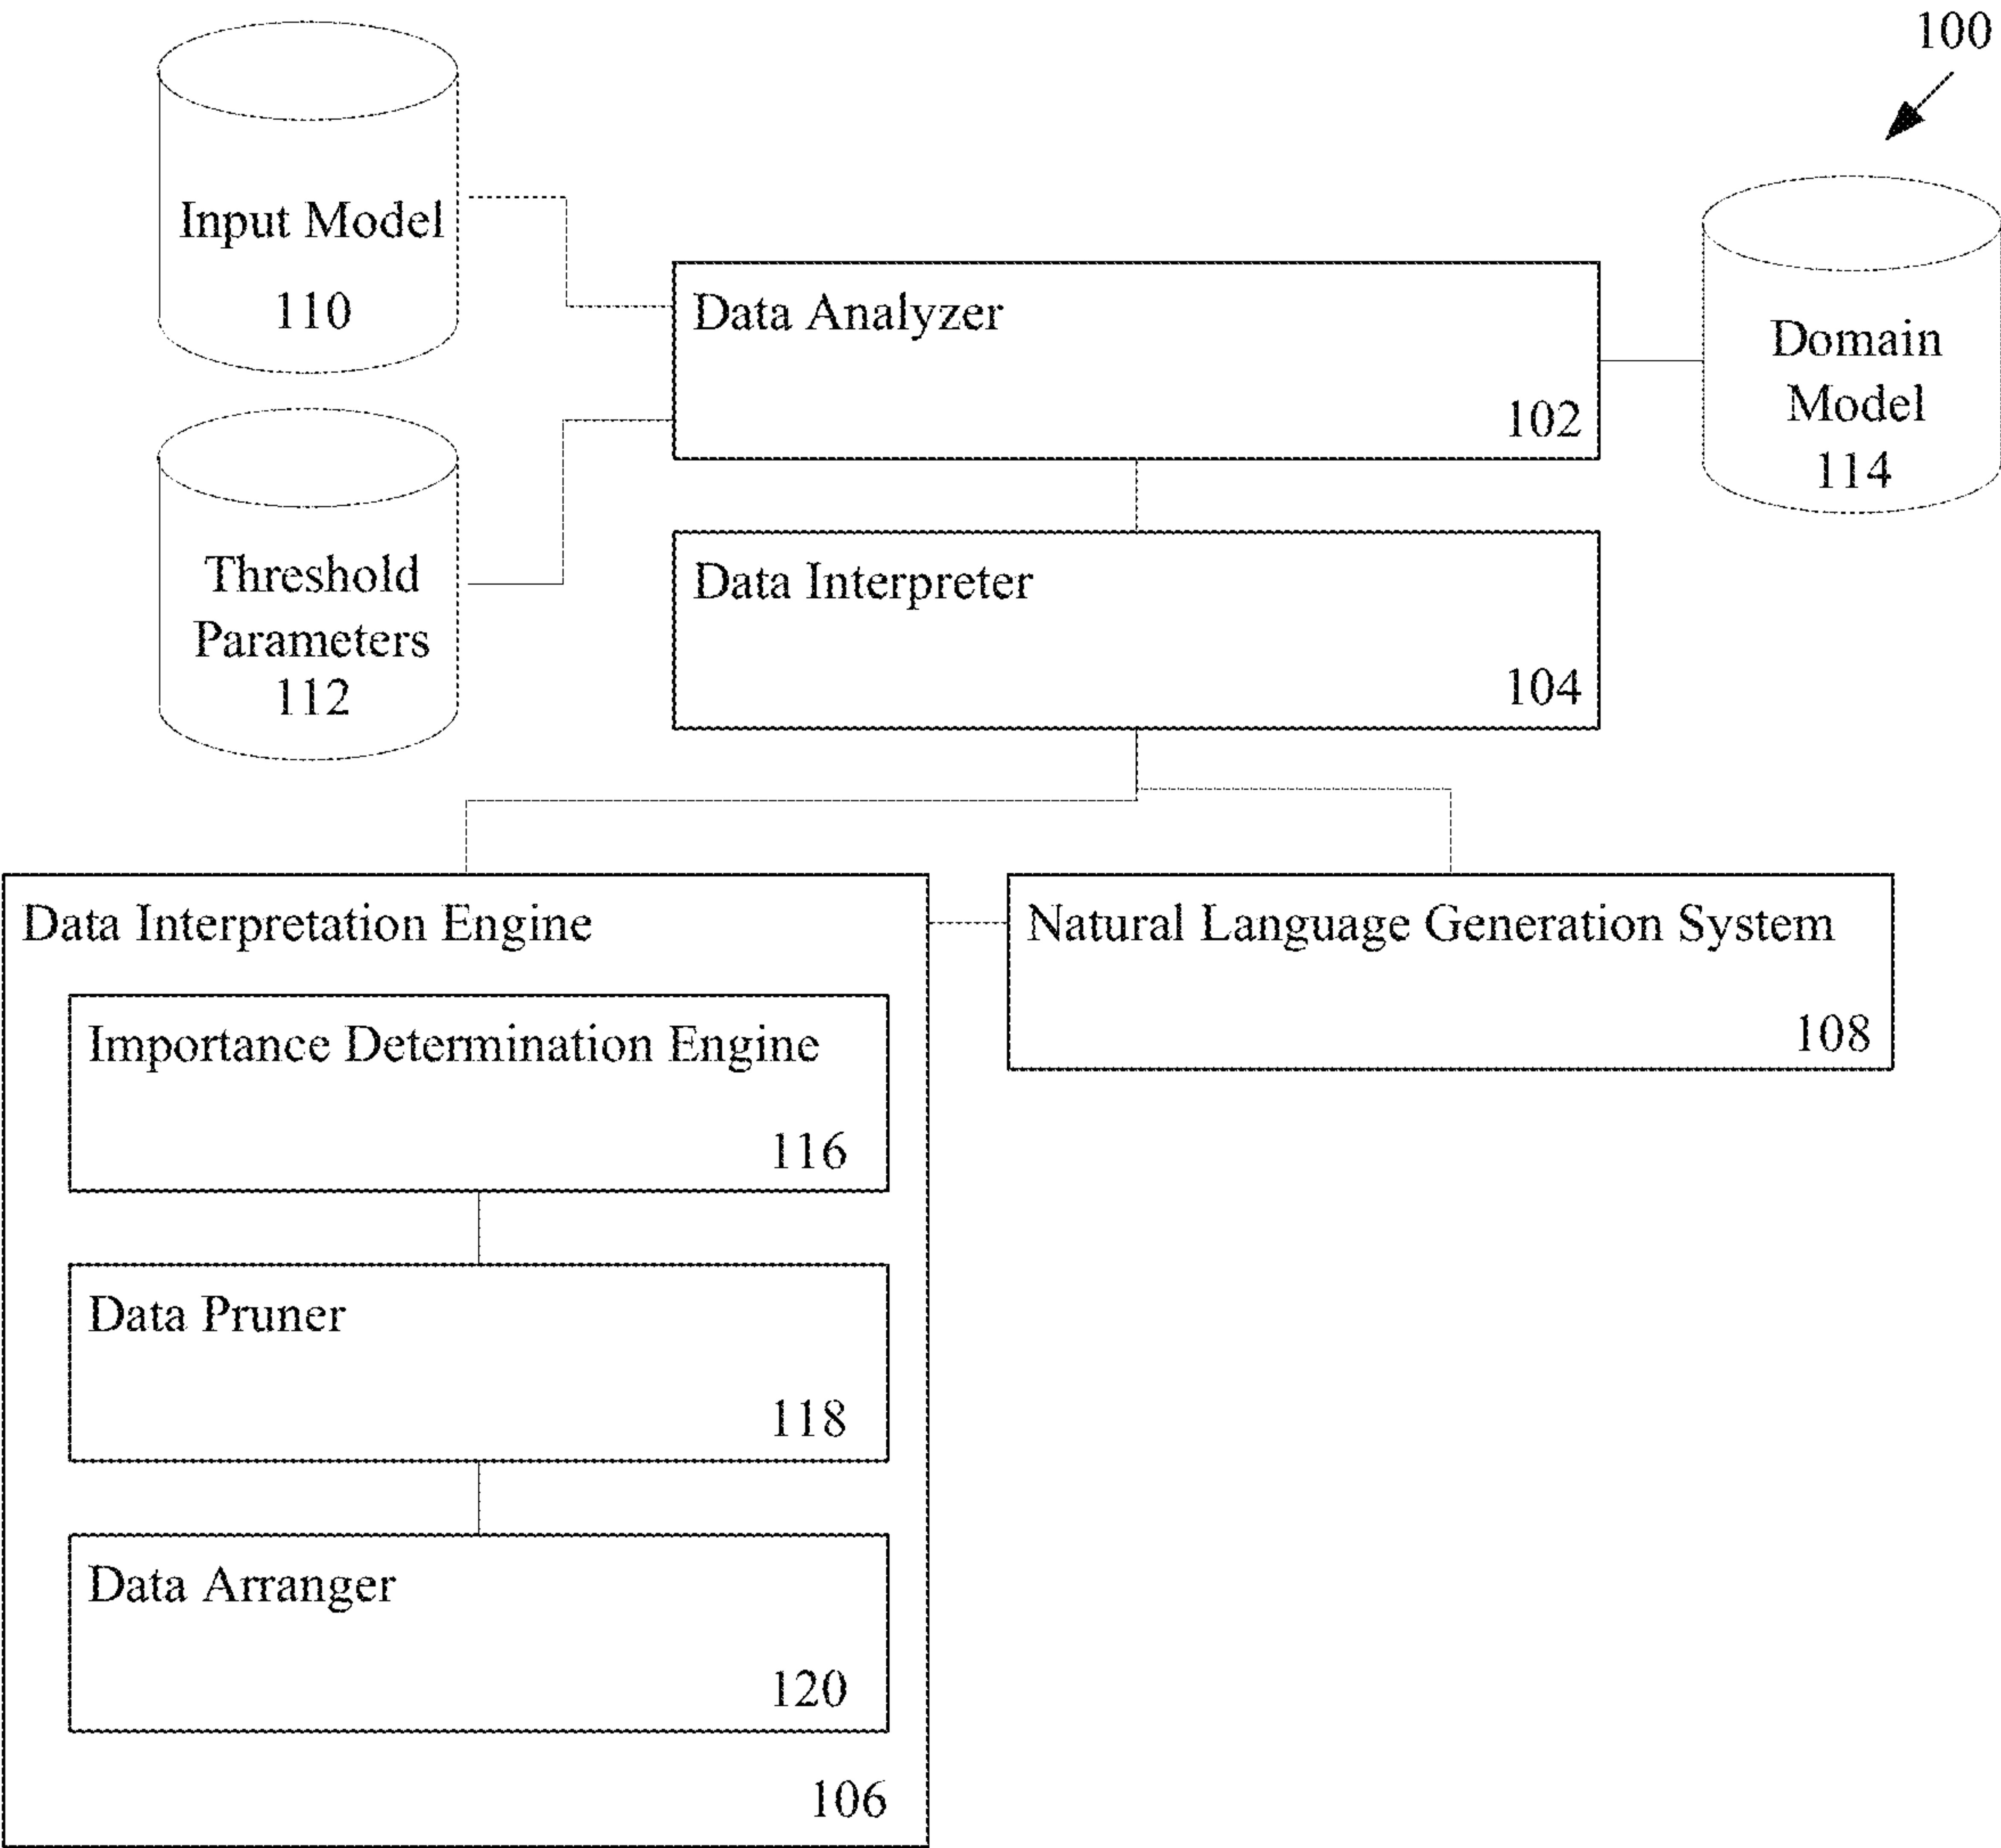 100
Input Model
110
Data Analyzer
102
Domain
Model
114
Threshold
Parameters
112
Data Interpreter
104
Data Interpretation Engine
Natural Language Generation System
108
Importance Determination Engine
116
Data Pruner
118
Data Arranger
120
106